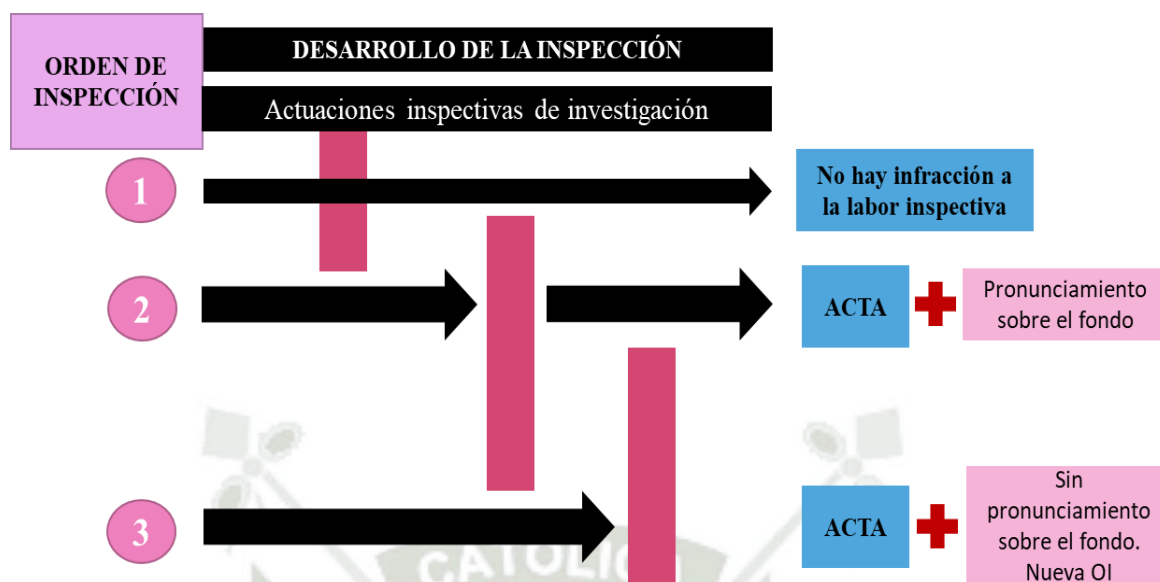 ORDEN DE
INSPECCIÓN
DESARROLLO DE LA INSPECCIÓN
Actuaciones inspectivas de investigación
1
No hay infracción a
la labor inspectiva
2
ACTA
Pronunciamiento
sobre el fondo
3
ACTA
Sin
pronunciamiento
sobre el fondo.
Nueva OI
CATOLICO